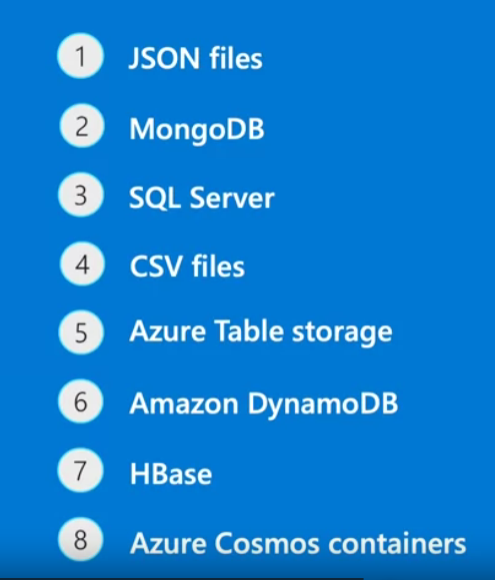 1 JSON files
2 MongoDB
3 SQL Server
4 CSV files
5 Azure Table storage
6 Amazon DynamoDB
7 HBase
8 Azure Cosmos containers